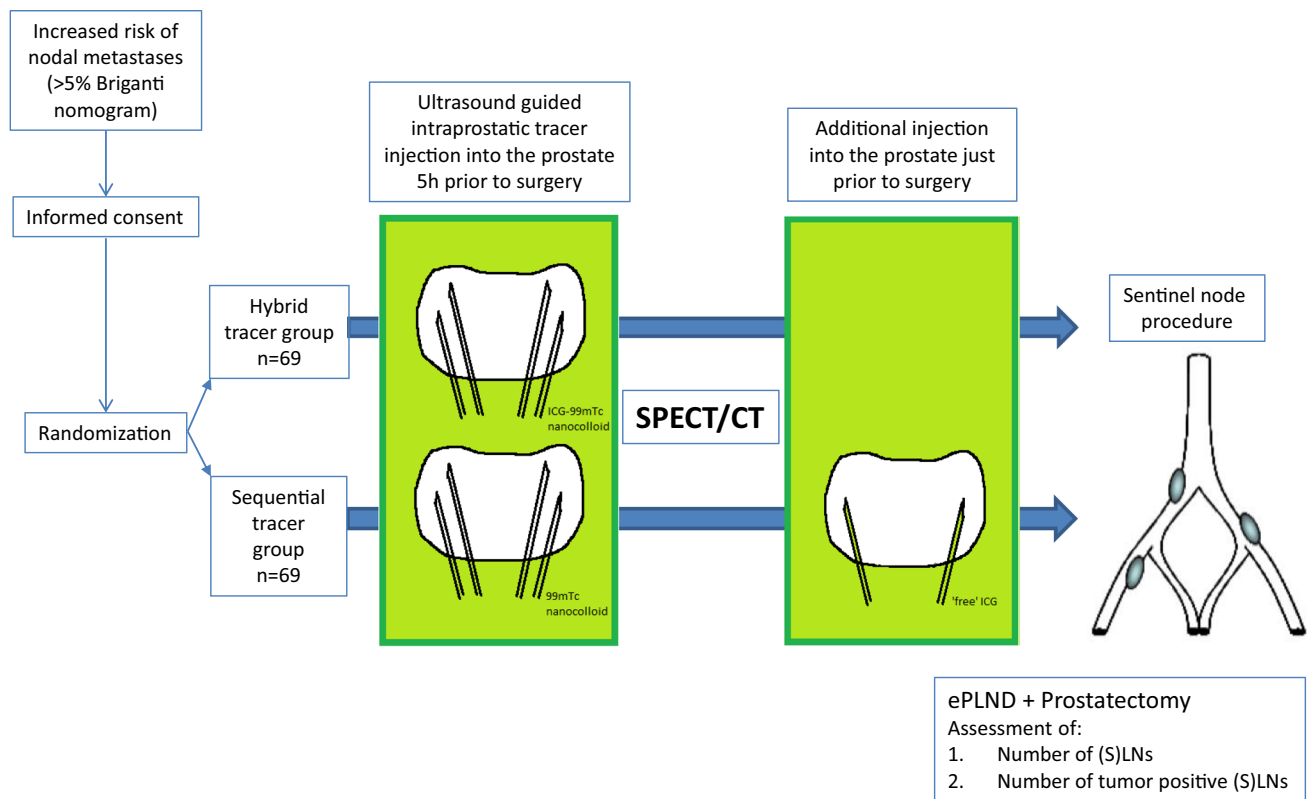 Increased risk of
nodal metastases
(>5% Briganti
nomogram)
Informed consent
Randomization
Hybrid
tracer group
n=69
Sequential
tracer
group
n=69
Ultrasound guided
intraprostatic tracer
injection into the prostate
5h prior to surgery
ICG-99mTc
nanocolloid
99mTc
nanocolloid
SPECT/CT
Additional injection
into the prostate just
prior to surgery
'free' ICG
Sentinel node
procedure
ePLND + Prostatectomy
Assessment of:
1. Number of (S)LNs
2. Number of tumor positive (S)LNs